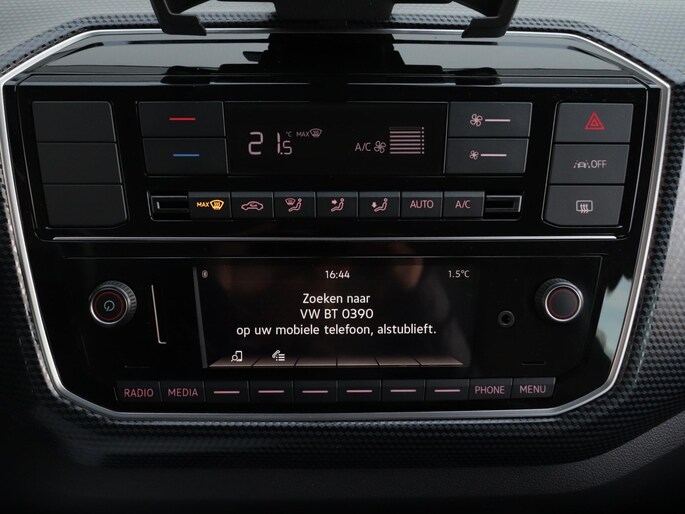 21.5 °C MAX A/C
OFF
MAX AUTO A/C
16:44 1.5°C
Zoeken naar
VW BT 0390
op uw mobiele telefoon, alstublieft.
RADIO MEDIA PHONE MENU